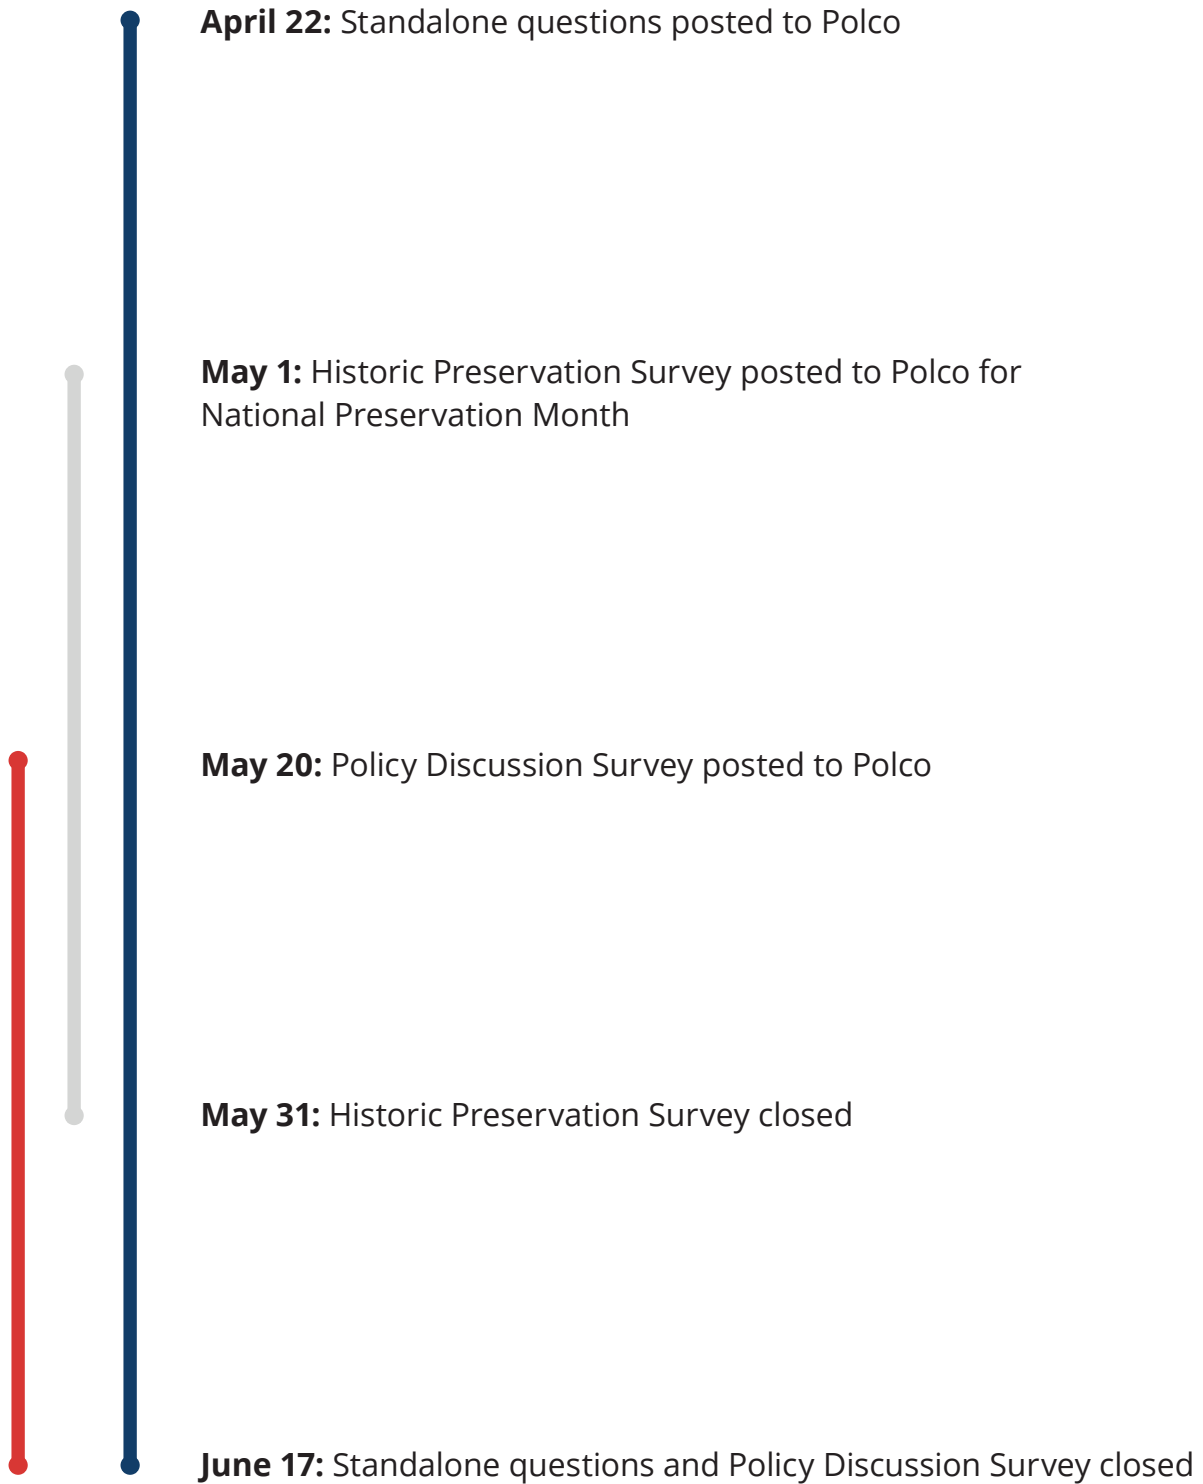 April 22: Standalone questions posted to Polco
May 1: Historic Preservation Survey posted to Polco for
National Preservation Month
May 20: Policy Discussion Survey posted to Polco
May 31: Historic Preservation Survey closed
June 17: Standalone questions and Policy Discussion Survey closed